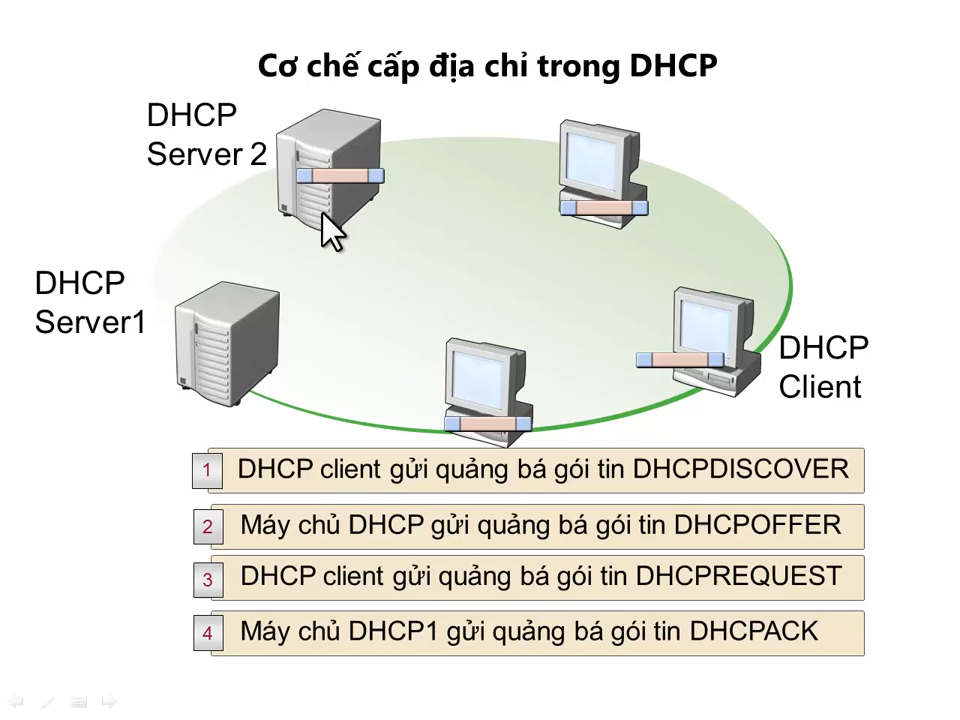 Cơ chế cấp địa chỉ trong DHCP
DHCP
Server 2
DHCP
Server1
DHCP
Client
1 DHCP client gửi quảng bá gói tin DHCPDISCOVER
2 Máy chủ DHCP gửi quảng bá gói tin DHCPOFFER
3 DHCP client gửi quảng bá gói tin DHCPREQUEST
4 Máy chủ DHCP1 gửi quảng bá gói tin DHCPACK